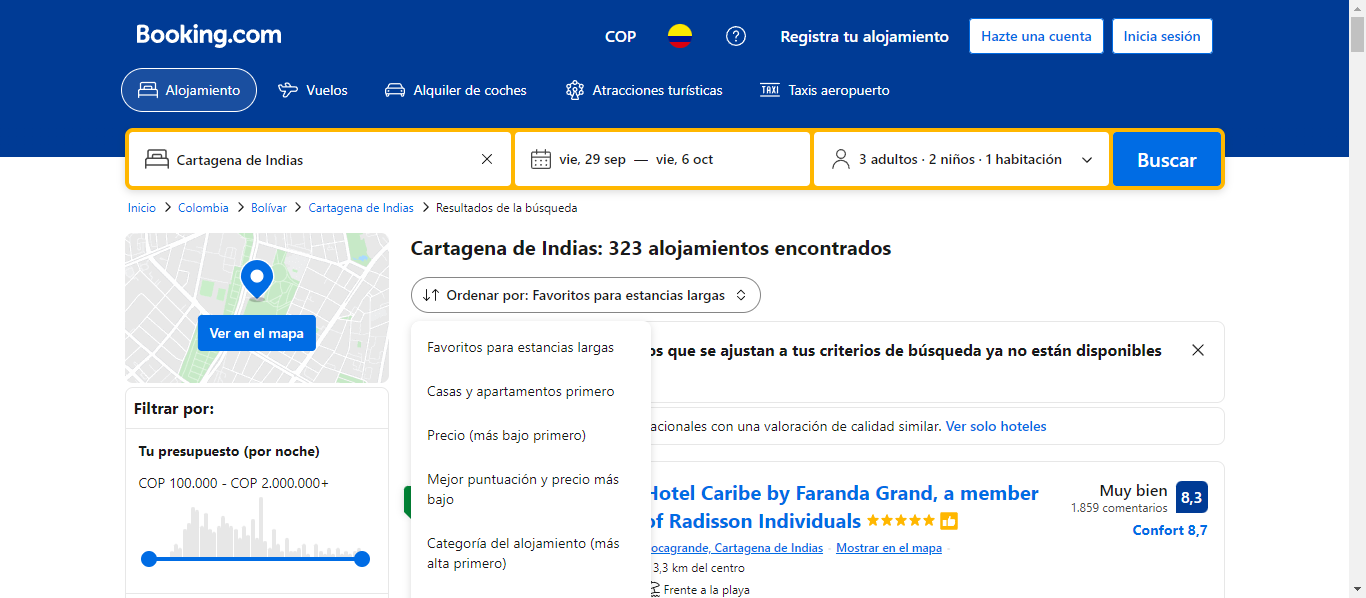 Booking.com
COP
Registra tu alojamiento
Hazte una cuenta
Inicia sesión
Alojamiento
Vuelos
Alquiler de coches
Atracciones turísticas
TAXI Taxis aeropuerto
Cartagena de Indias
vie, 29 sep — vie, 6 oct
3 adultos · 2 niños · 1 habitación
Buscar
Inicio > Colombia > Bolívar > Cartagena de Indias > Resultados de la búsqueda
Ver en el mapa
Filtrar por:
Tu presupuesto (por noche)
COP 100.000 - COP 2.000.000+
Cartagena de Indias: 323 alojamientos encontrados
Ordenar por: Favoritos para estancias largas
Favoritos para estancias largas
Casas y apartamentos primero
Precio (más bajo primero)
Mejor puntuación y precio más
bajo
Categoría del alojamiento (más
alta primero)
que se ajustan a tus criterios de búsqueda ya no están disponibles
con una valoración de calidad similar. Ver solo hoteles
Hotel Caribe by Faranda Grand, a member
of Radisson Individuals
Cartagena de Indias · Mostrar en el mapa ·
3,3 km del centro
Frente a la playa
Muy bien
1.859 comentarios
8,3
Confort 8,7